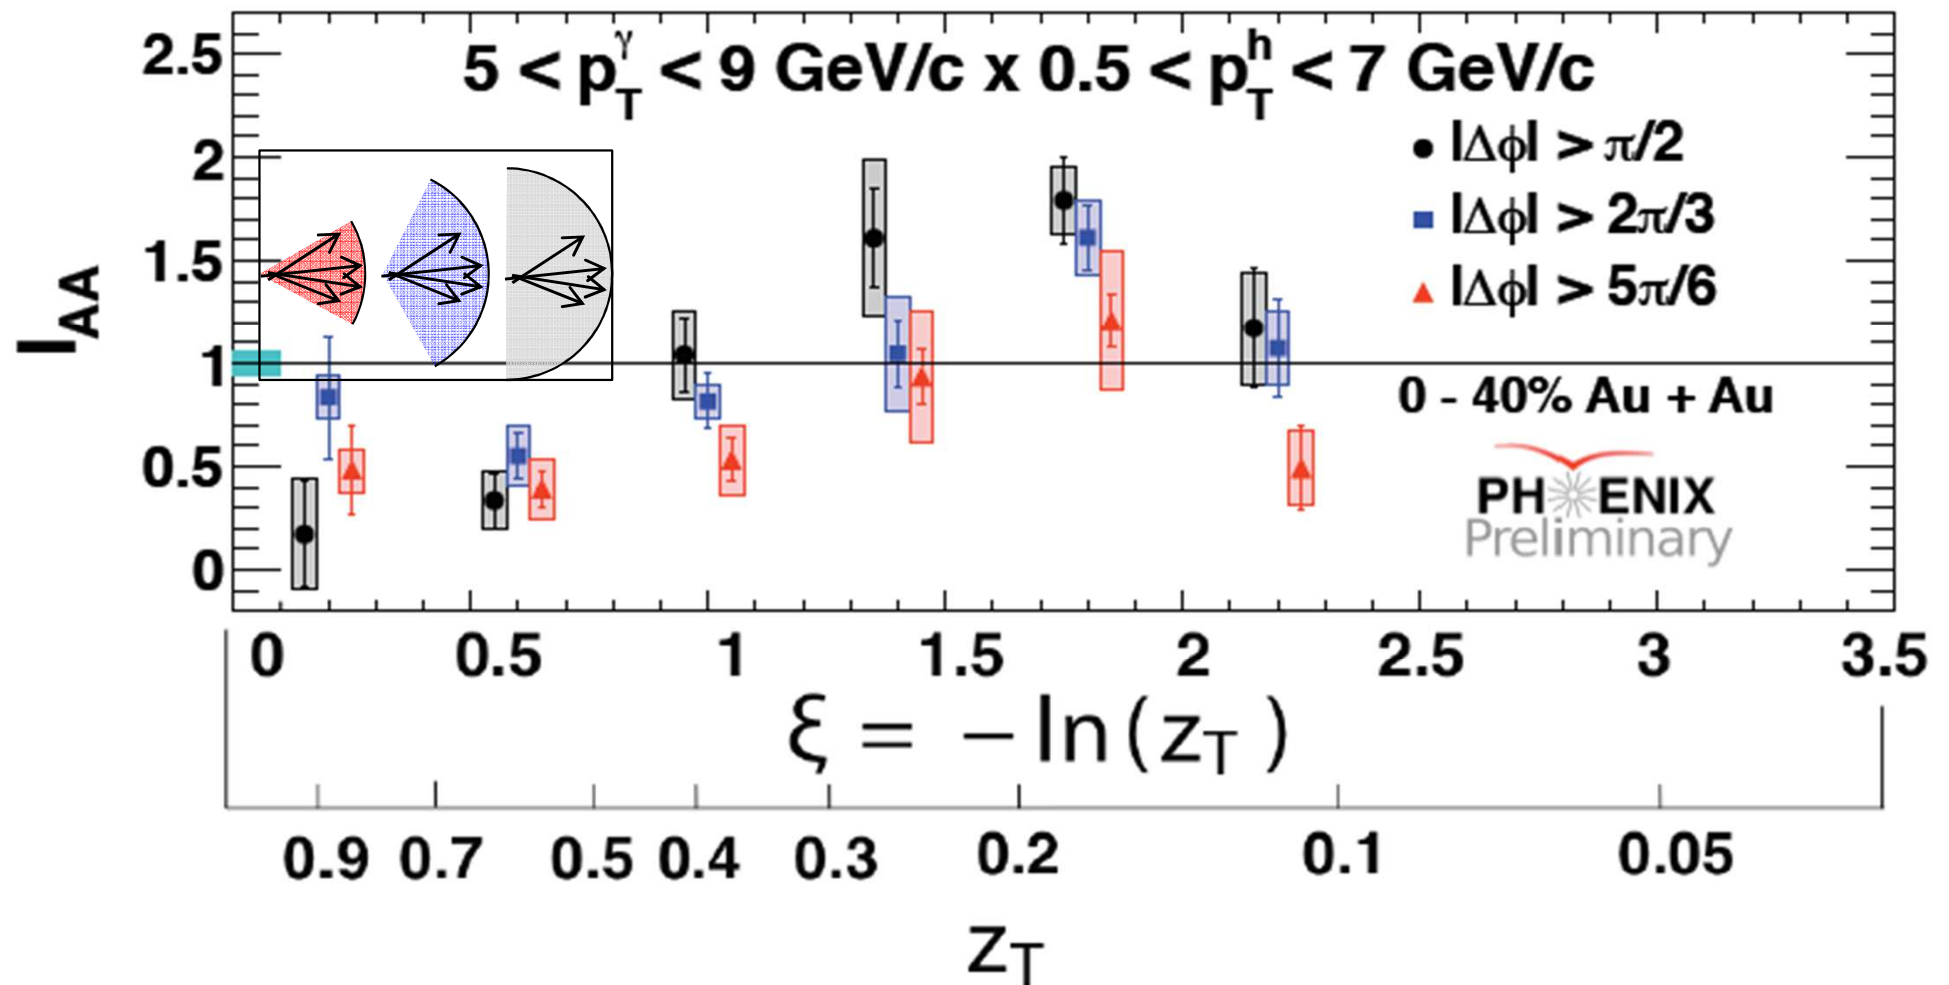 5 < p_T^γ < 9 GeV/c x 0.5 < p_T^h < 7 GeV/c
|Δϕ| > π/2
|Δϕ| > 2π/3
|Δϕ| > 5π/6
I_AA
2.5
2
1.5
1
0.5
0
0 - 40% Au + Au
PHENIX
Preliminary
0 0.5 1 1.5 2 2.5 3 3.5
ξ = - ln(z_T)
0.9 0.7 0.5 0.4 0.3 0.2 0.1 0.05
z_T